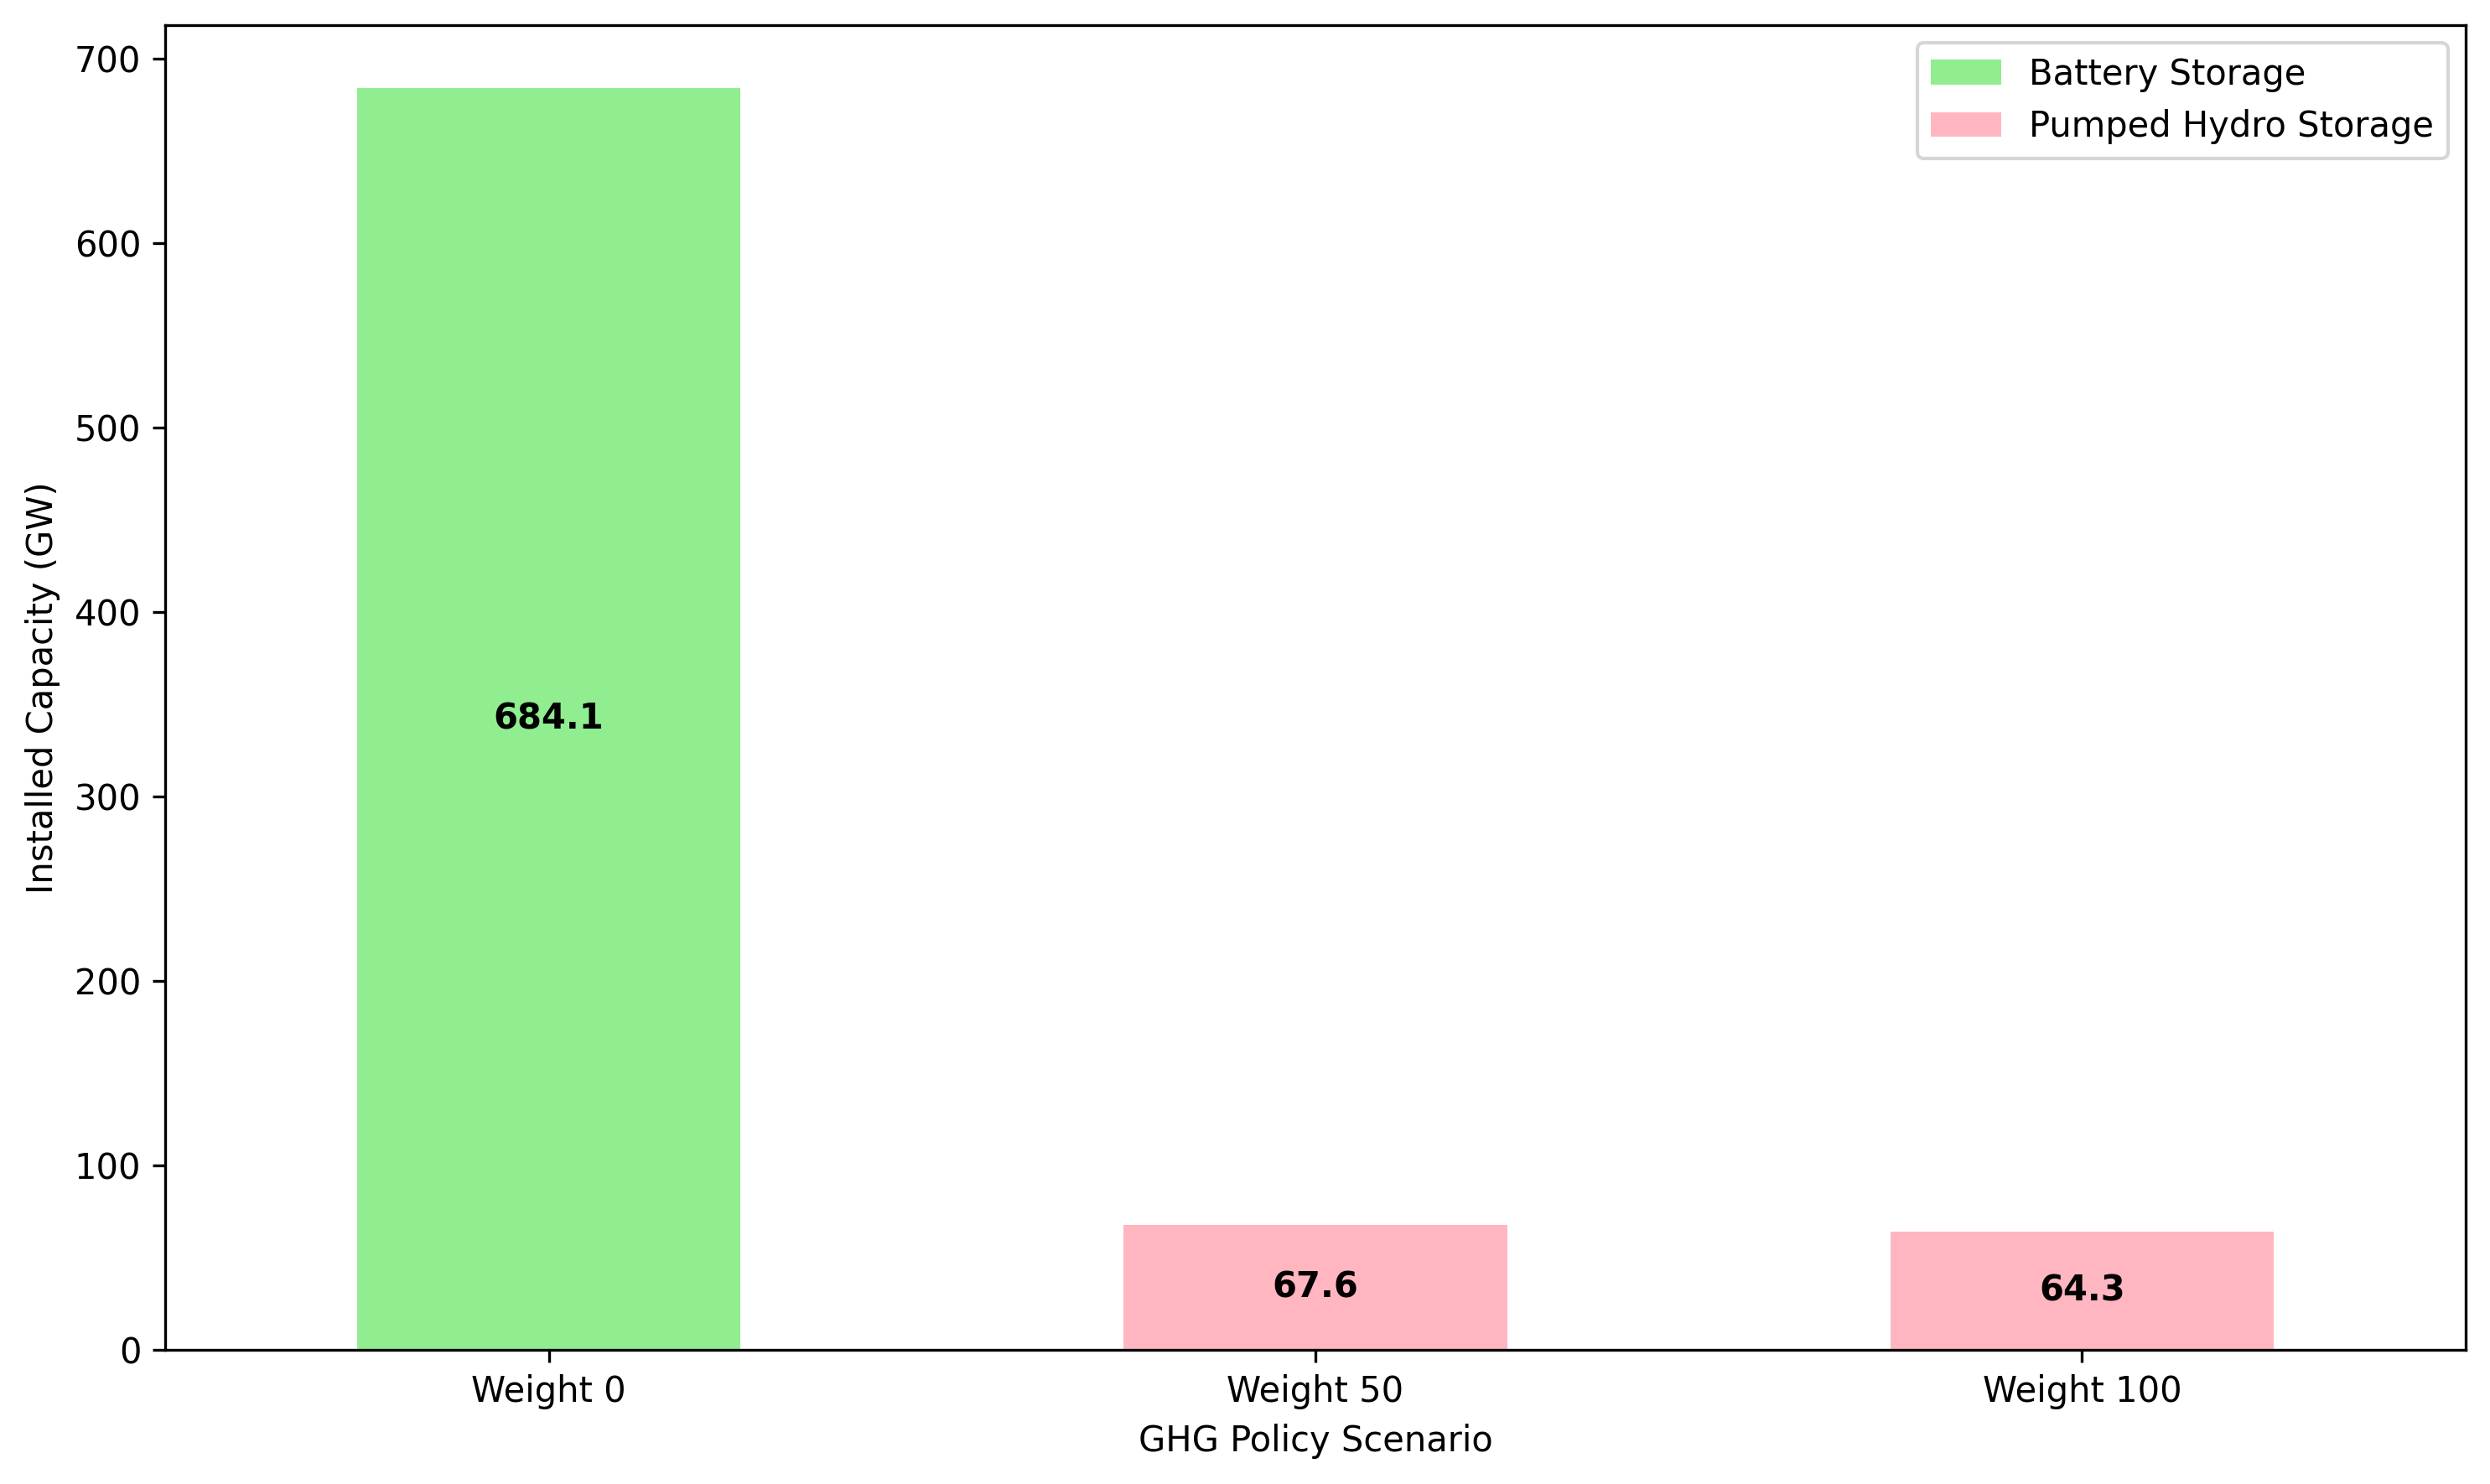 Battery Storage
Pumped Hydro Storage
Installed Capacity (GW)
700
600
500
400
300
200
100
0
684.1
67.6
64.3
Weight 0
Weight 50
Weight 100
GHG Policy Scenario